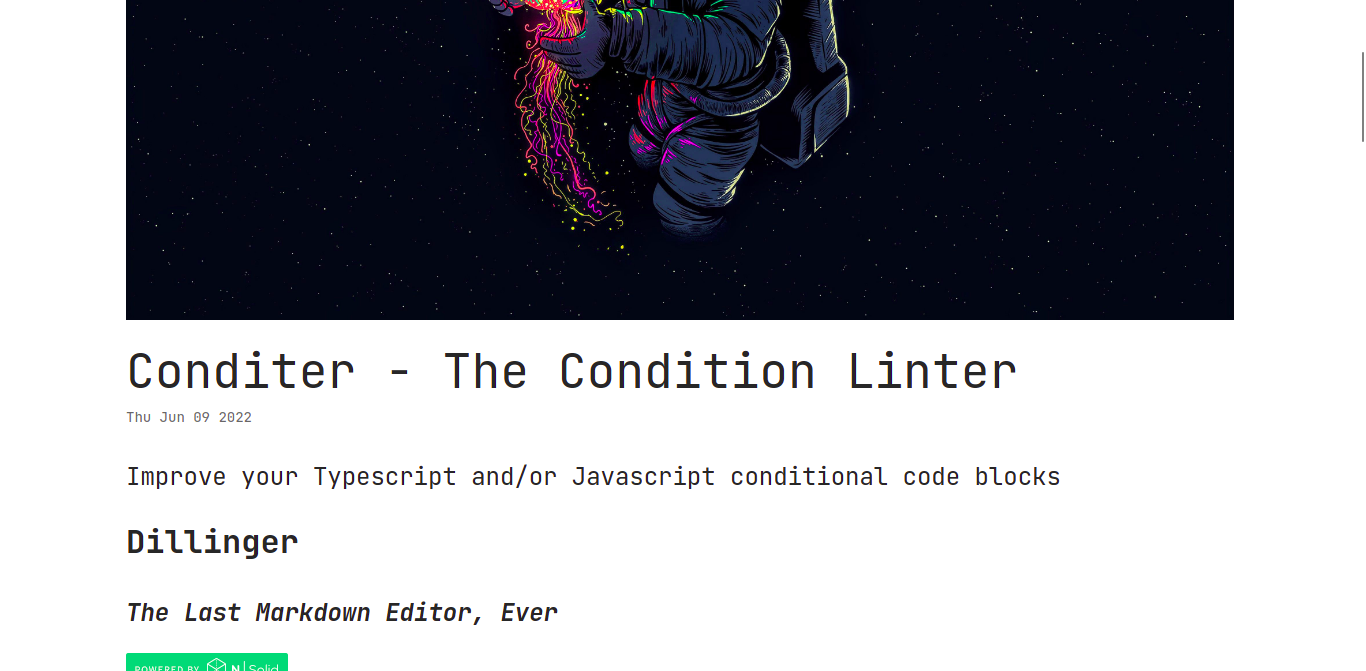 Conditer - The Condition Linter
Thu Jun 09 2022
Improve your Typescript and/or Javascript conditional code blocks
Dillinger
The Last Markdown Editor, Ever
POWERED BY N|Solid